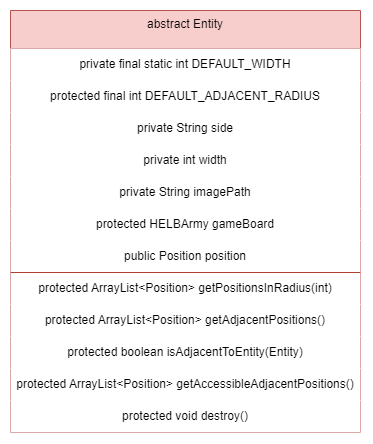 abstract Entity
private final static int DEFAULT_WIDTH
protected final int DEFAULT_ADJACENT_RADIUS
private String side
private int width
private String imagePath
protected HELBArmy gameBoard
public Position position
protected ArrayList<Position> getPositionsInRadius(int)
protected ArrayList<Position> getAdjacentPositions()
protected boolean isAdjacentToEntity(Entity)
protected ArrayList<Position> getAccessibleAdjacentPositions()
protected void destroy()